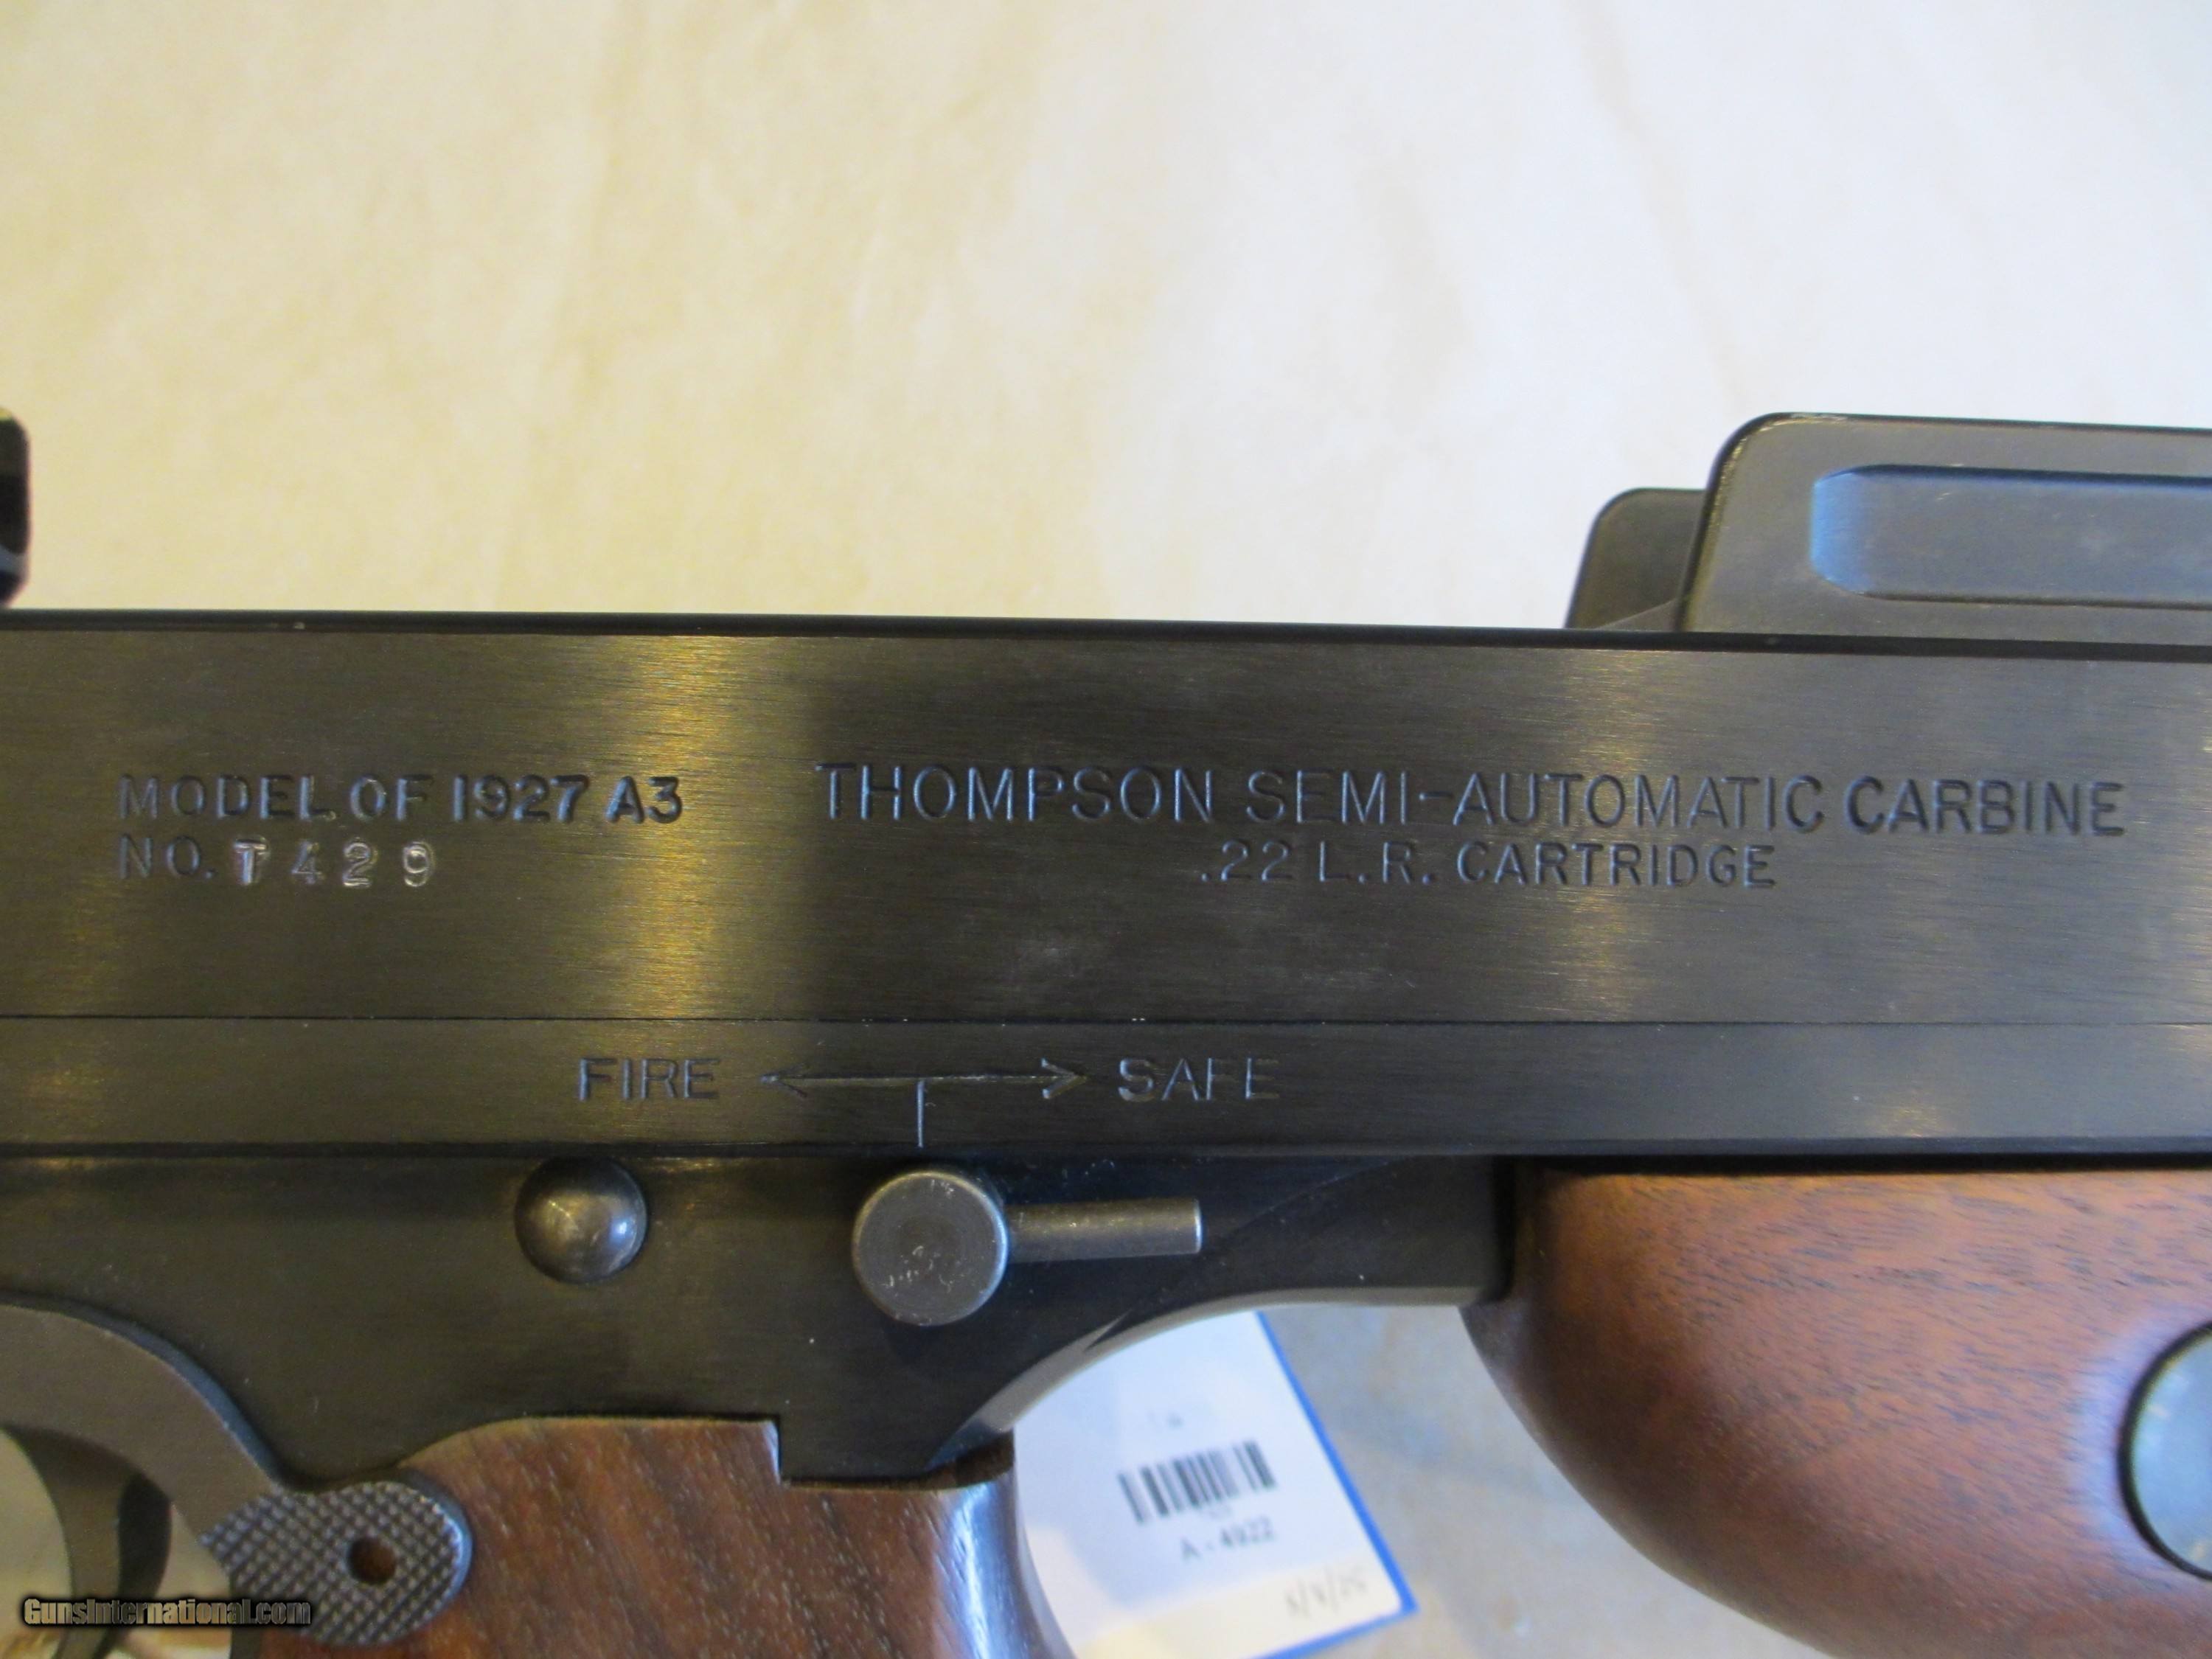 MODEL OF 1927 A3
NO. T429
THOMPSON SEMI-AUTOMATIC CARBINE
.22 L.R. CARTRIDGE
FIRE SAFE
A-4922
GunsInternational.com